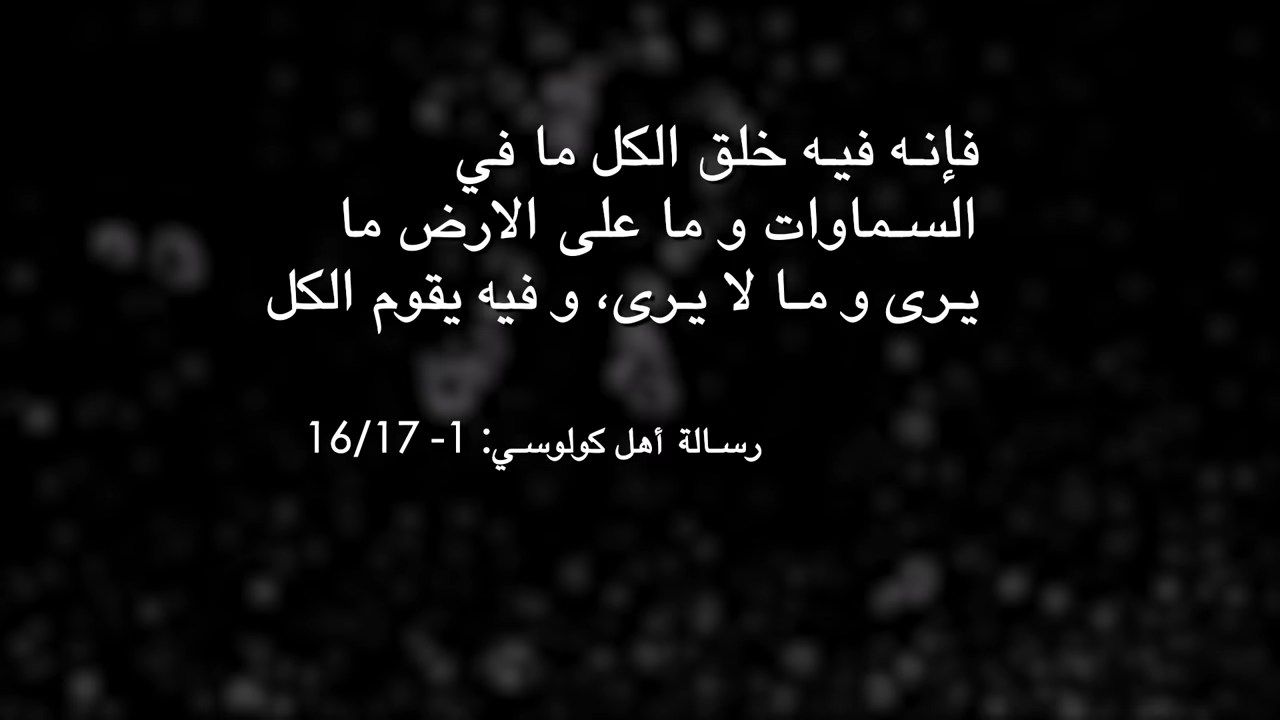 فإنه فيه خلق الكل ما في
السماوات و ما على الارض ما
يرى و ما لا يرى، و فيه يقوم الكل
رسالة أهل كولوسي: 1- 16/17